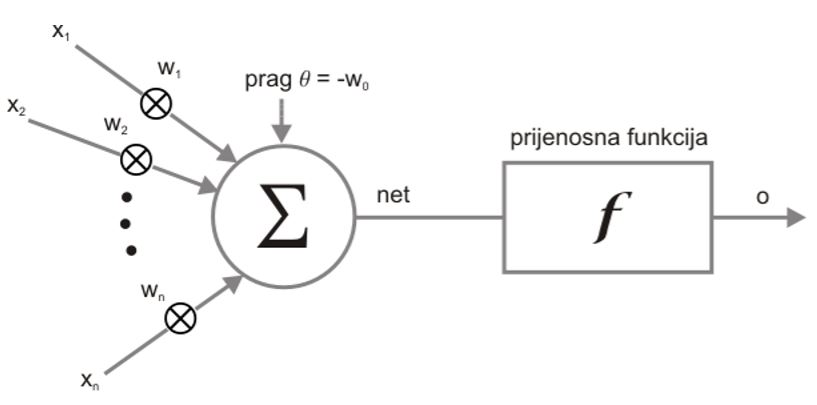 x₁
w₁
prag θ = -w₀
x₂
w₂
prijenosna funkcija
Σ
net
f
o
wₙ
xₙ